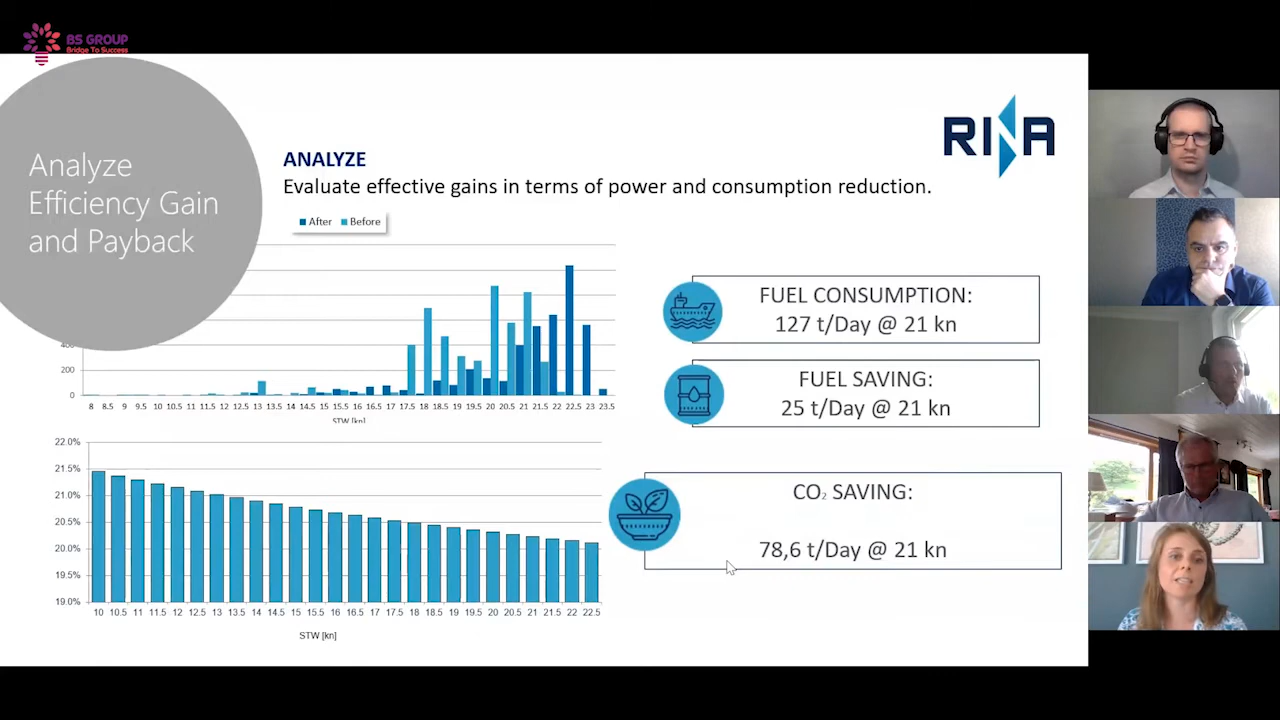 BS GROUP
Bridge To Success
Analyze
Efficiency Gain
and Payback
RINA
ANALYZE
Evaluate effective gains in terms of power and consumption reduction.
After Before
200
0
8 8.5 9 9.5 10 10.5 11 11.5 12 12.5 13 13.5 14 14.5 15 15.5 16 16.5 17 17.5 18 18.5 19 19.5 20 20.5 21 21.5 22 22.5 23 23.5
STW [kn]
FUEL CONSUMPTION:
127 t/Day @ 21 kn
FUEL SAVING:
25 t/Day @ 21 kn
CO₂ SAVING:
78,6 t/Day @ 21 kn
22.0%
21.5%
21.0%
20.5%
20.0%
19.5%
19.0%
10 10.5 11 11.5 12 12.5 13 13.5 14 14.5 15 15.5 16 16.5 17 17.5 18 18.5 19 19.5 20 20.5 21 21.5 22 22.5
STW [kn]